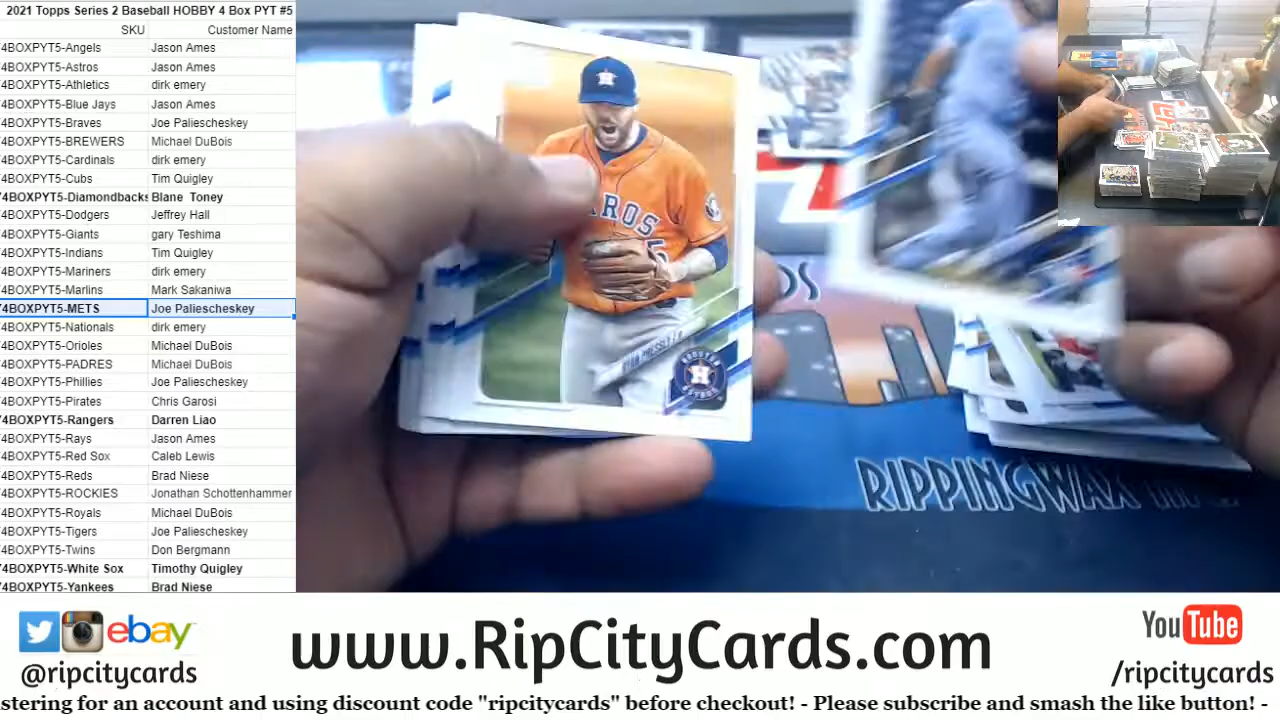 2021 Topps Series 2 Baseball HOBBY 4 Box PYT #5
SKU Customer Name
4BOXPYT5-Angels Jason Ames
4BOXPYT5-Astros Jason Ames
4BOXPYT5-Athletics dirk emery
4BOXPYT5-Blue Jays Jason Ames
4BOXPYT5-Braves Joe Paliescheskey
4BOXPYT5-BREWERS Michael DuBois
4BOXPYT5-Cardinals dirk emery
4BOXPYT5-Cubs Tim Quigley
4BOXPYT5-Diamondbacks Blane Toney
4BOXPYT5-Dodgers Jeffrey Hall
4BOXPYT5-Giants gary Teshima
4BOXPYT5-Indians Tim Quigley
4BOXPYT5-Mariners dirk emery
4BOXPYT5-Marlins Mark Sakaniwa
4BOXPYT5-METS Joe Paliescheskey
4BOXPYT5-Nationals dirk emery
4BOXPYT5-Orioles Michael DuBois
4BOXPYT5-PADRES Michael DuBois
4BOXPYT5-Phillies Joe Paliescheskey
4BOXPYT5-Pirates Chris Garosi
4BOXPYT5-Rangers Darren Liao
4BOXPYT5-Rays Jason Ames
4BOXPYT5-Red Sox Caleb Lewis
4BOXPYT5-Reds Brad Niese
4BOXPYT5-ROCKIES Jonathan Schottenhammer
4BOXPYT5-Royals Michael DuBois
4BOXPYT5-Tigers Joe Paliescheskey
4BOXPYT5-Twins Don Bergmann
4BOXPYT5-White Sox Timothy Quigley
4BOXPYT5-Yankees Brad Niese
ROS
RIPPINGWAX
ebay
@ripcitycards
www.RipCityCards.com
YouTube
/ripcitycards
stering for an account and using discount code "ripcitycards" before checkout! - Please subscribe and smash the like button! -